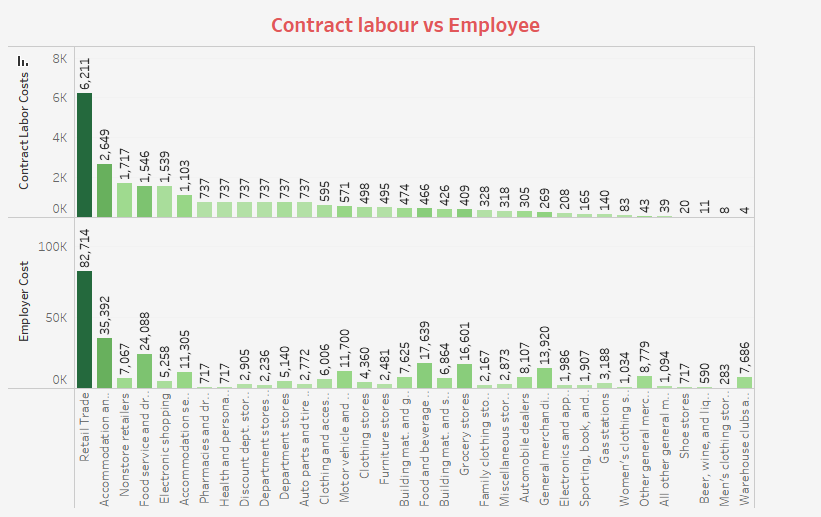 Contract labour vs Employee
Contract Labor Costs
8K
6K
4K
2K
0K
6,211
2,649
1,717
1,546
1,539
1,103
737
737
737
737
737
737
595
571
498
495
474
466
426
409
328
318
305
269
208
165
140
83
43
39
20
11
8
4
Employer Cost
100K
50K
0K
82,714
35,392
7,067
24,088
5,258
11,305
717
717
2,905
2,236
5,140
2,772
6,006
11,700
4,360
2,481
7,625
17,639
6,864
16,601
2,167
2,873
8,107
13,920
1,986
1,907
3,188
1,034
8,779
1,094
717
590
283
7,686
Retail Trade
Accommodation an..
Nonstore retailers
Food service and dr..
Electronic shopping
Accommodation se..
Pharmacies and dr..
Health and persona..
Discount dept. stor..
Department stores ..
Department stores
Auto parts and tire ..
Clothing and acces..
Motor vehicle and ..
Clothing stores
Furniture stores
Building mat. and g..
Food and beverage ..
Building mat. and s..
Grocery stores
Family clothing sto..
Miscellaneous stor..
Automobile dealers
General merchandi..
Electronics and app..
Sporting, book, and..
Gas stations
Women's clothing s..
Other general merc..
All other general m..
Shoe stores
Beer, wine, and liq..
Men's clothing stor..
Warehouse clubs a..